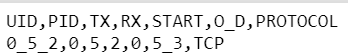 UID,PID,TX,RX,START,O_D,PROTOCOL
0_5_2,0,5,2,0,5_3,TCP